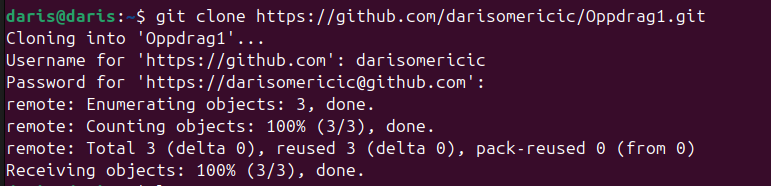 daris@daris:~$ git clone https://github.com/darisomericic/Oppdrag1.git
Cloning into 'Oppdrag1'...
Username for 'https://github.com': darisomericic
Password for 'https://darisomericic@github.com':
remote: Enumerating objects: 3, done.
remote: Counting objects: 100% (3/3), done.
remote: Total 3 (delta 0), reused 3 (delta 0), pack-reused 0 (from 0)
Receiving objects: 100% (3/3), done.